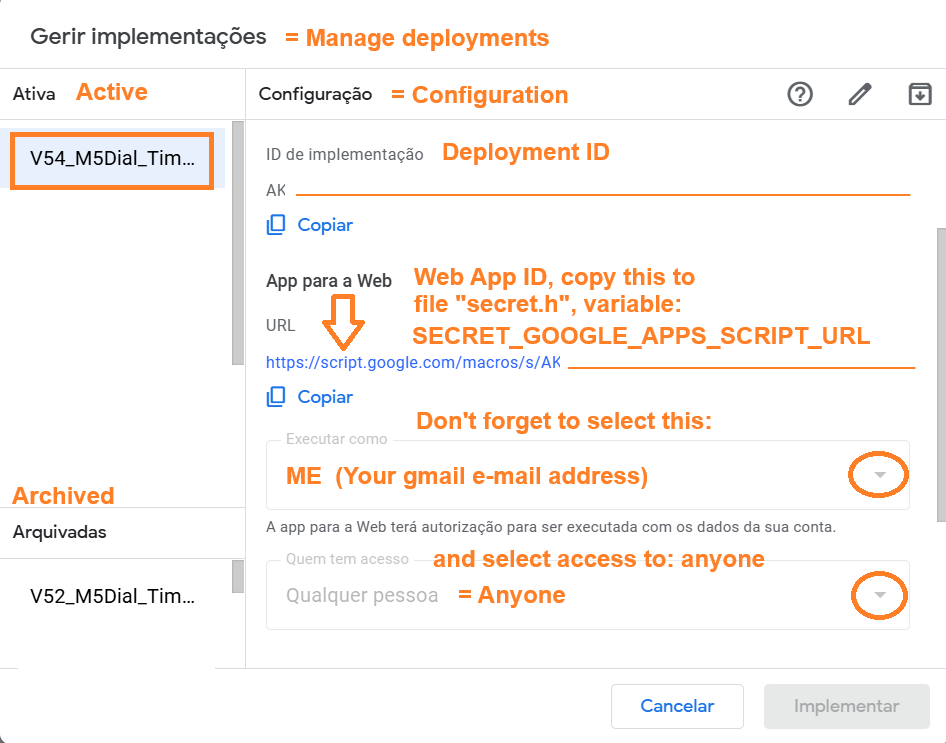 Gerir implementações = Manage deployments
Ativa Active
Configuração = Configuration
V54_M5Dial_Tim...
ID de implementação Deployment ID
AK
Copiar
App para a Web
Web App ID, copy this to
file "secret.h", variable:
SECRET_GOOGLE_APPS_SCRIPT_URL
URL
https://script.google.com/macros/s/AK
Copiar
Don't forget to select this:
Executar como
ME (Your gmail e-mail address)
A app para a Web terá autorização para ser executada com os dados da sua conta.
Quem tem acesso and select access to: anyone
Qualquer pessoa = Anyone
Archived
Arquivadas
V52_M5Dial_Tim...
Cancelar
Implementar